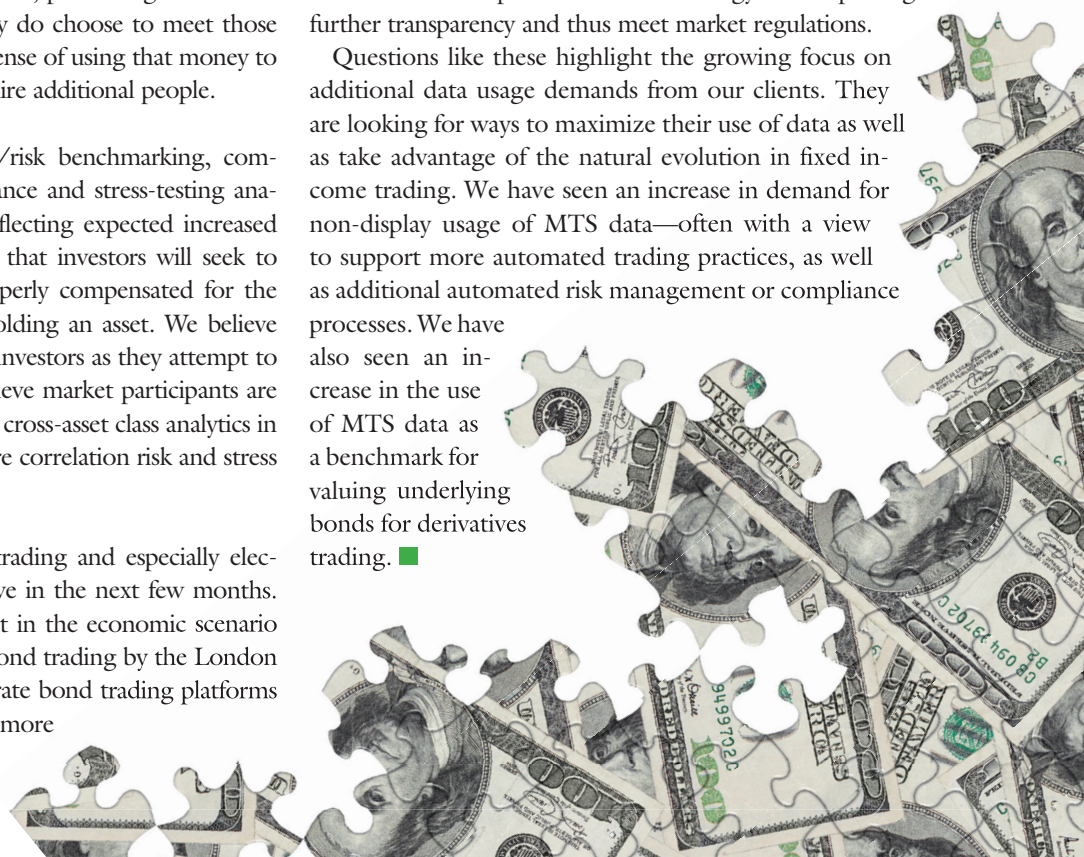 y do choose to meet those
ense of using that money to
ire additional people.
/risk benchmarking, com-
ance and stress-testing ana-
flecting expected increased
that investors will seek to
perly compensated for the
olding an asset. We believe
investors as they attempt to
ieve market participants are
cross-asset class analytics in
re correlation risk and stress
trading and especially elec-
ve in the next few months.
t in the economic scenario
ond trading by the London
rate bond trading platforms
more
further transparency and thus meet market regulations.
Questions like these highlight the growing focus on
additional data usage demands from our clients. They
are looking for ways to maximize their use of data as well
as take advantage of the natural evolution in fixed in-
come trading. We have seen an increase in demand for
non-display usage of MTS data—often with a view
to support more automated trading practices, as well
as additional automated risk management or compliance
processes. We have
also seen an in-
crease in the use
of MTS data as
a benchmark for
valuing underlying
bonds for derivatives
trading.
100
100
9499702C
100
CB09419702C
B2